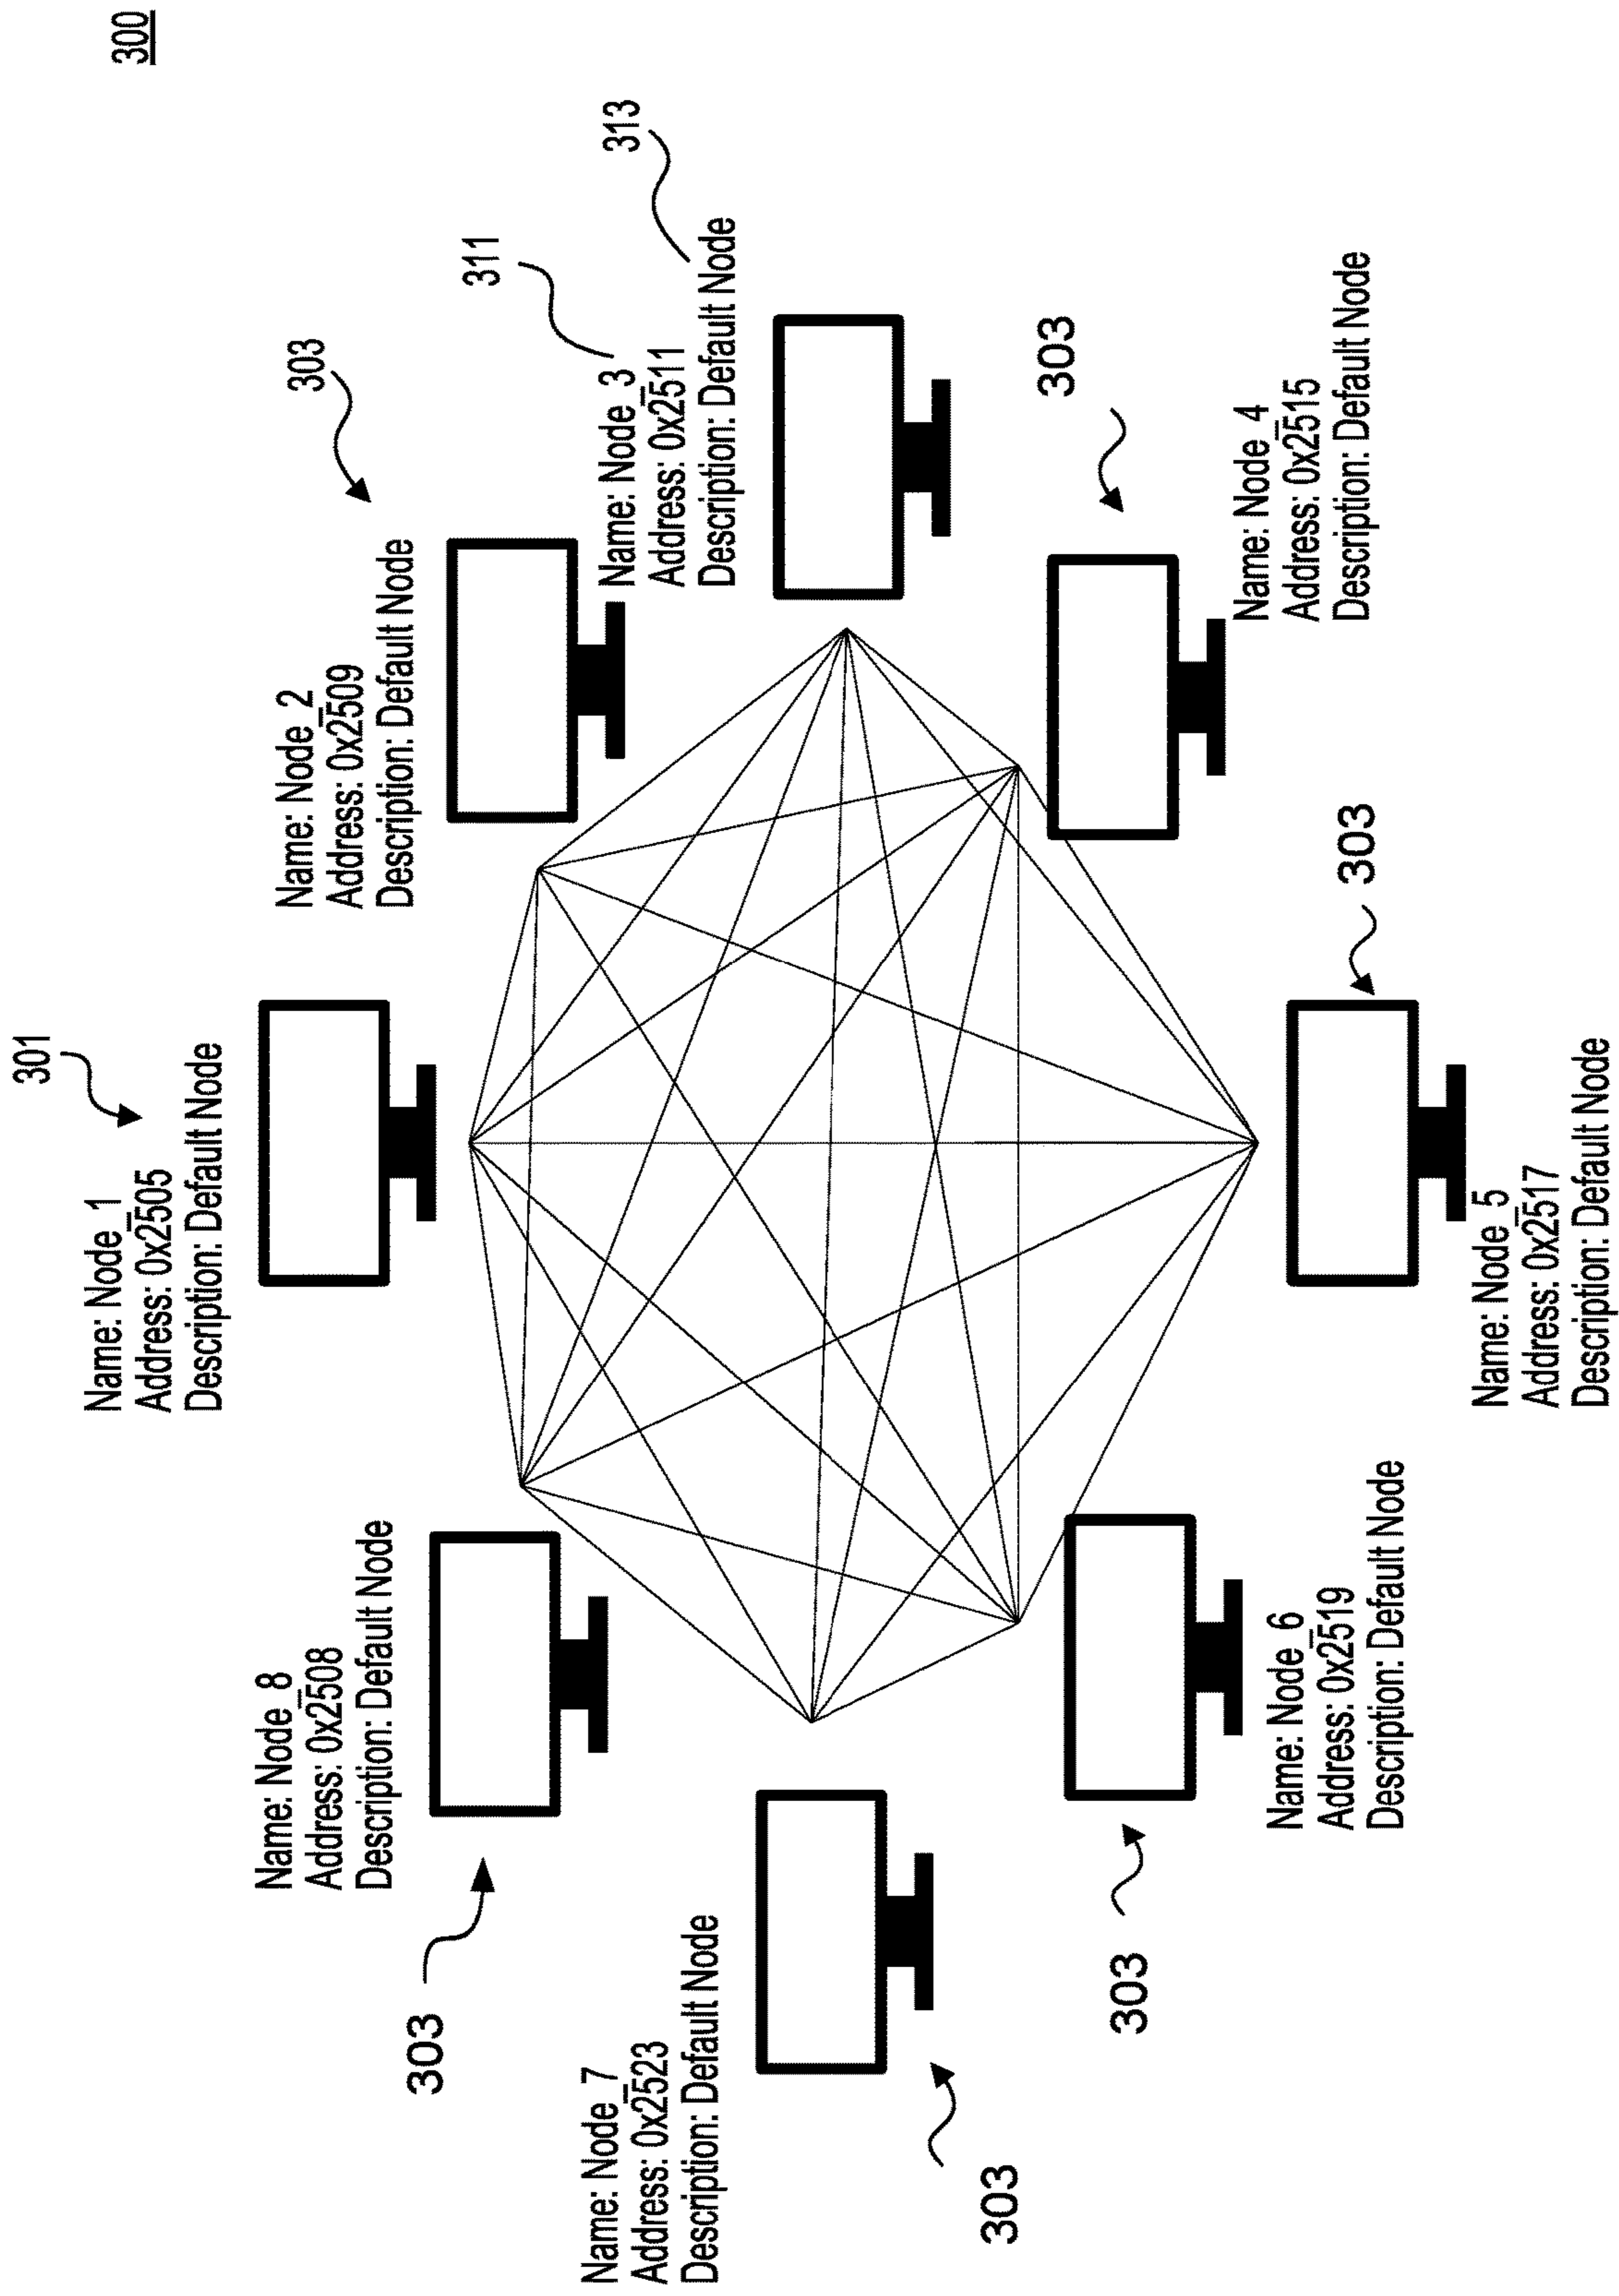 300
301
Name: Node_1
Address: 0x2505
Description: Default Node
303
Name: Node_2
Address: 0x2509
Description: Default Node
311
313
Name: Node_3
Address: 0x2511
Description: Default Node
303
Name: Node_4
Address: 0x2515
Description: Default Node
303
Name: Node_5
Address: 0x2517
Description: Default Node
303
Name: Node_6
Address: 0x2519
Description: Default Node
303
Name: Node_7
Address: 0x2523
Description: Default Node
303
Name: Node_8
Address: 0x2508
Description: Default Node